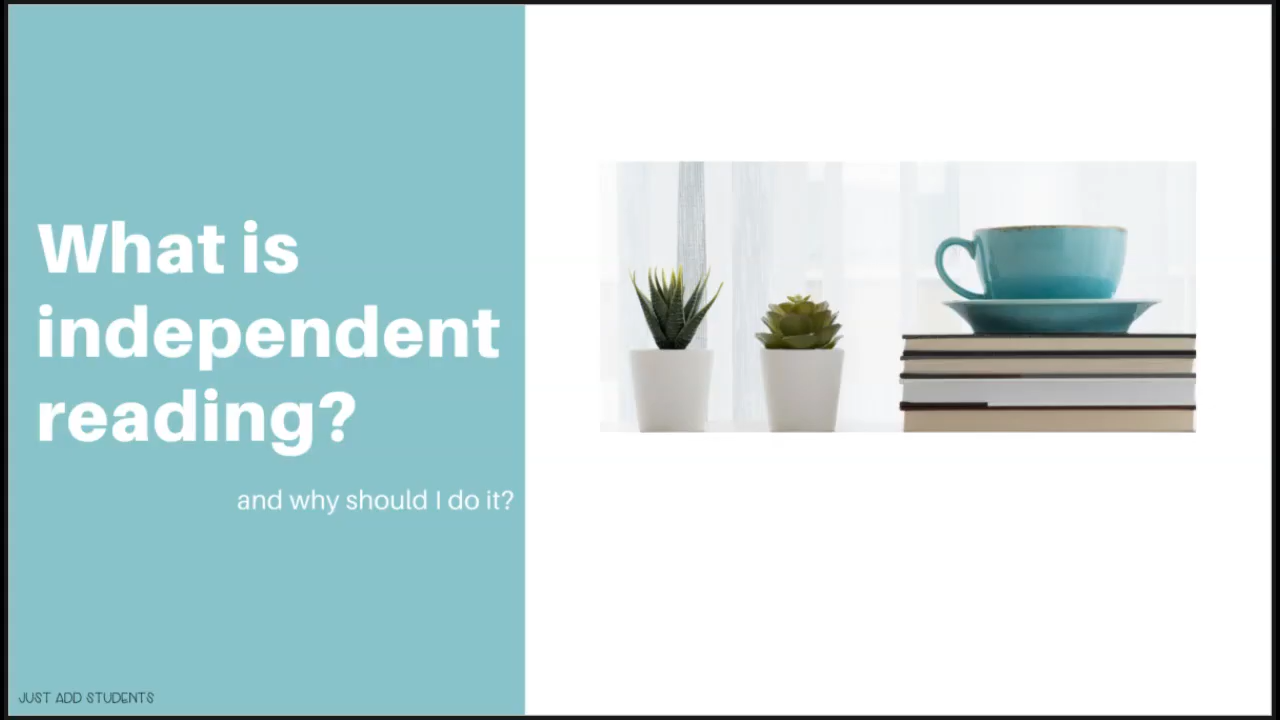 What is
independent
reading?
and why should I do it?
JUST ADD STUDENTS